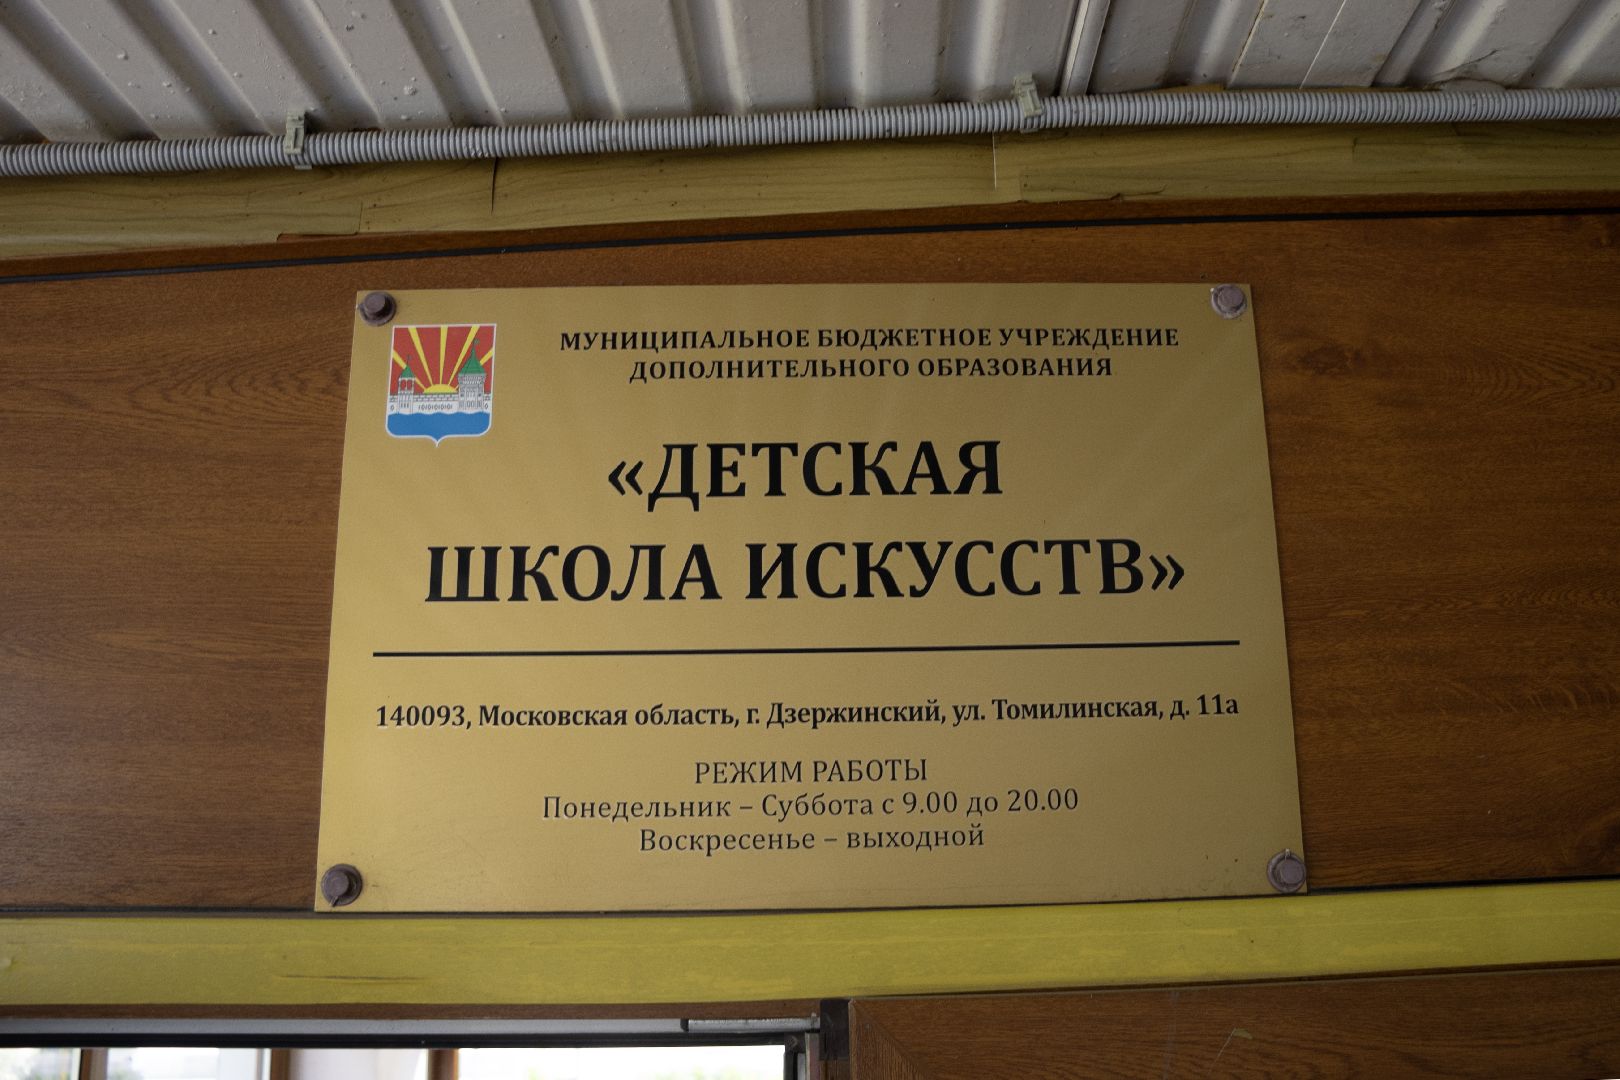 МУНИЦИПАЛЬНОЕ БЮДЖЕТНОЕ УЧРЕЖДЕНИЕ
ДОПОЛНИТЕЛЬНОГО ОБРАЗОВАНИЯ
«ДЕТСКАЯ
ШКОЛА ИСКУССТВ»
140093, Московская область, г. Дзержинский, ул. Томилинская, д. 11а
РЕЖИМ РАБОТЫ
Понедельник – Суббота с 9.00 до 20.00
Воскресенье – выходной